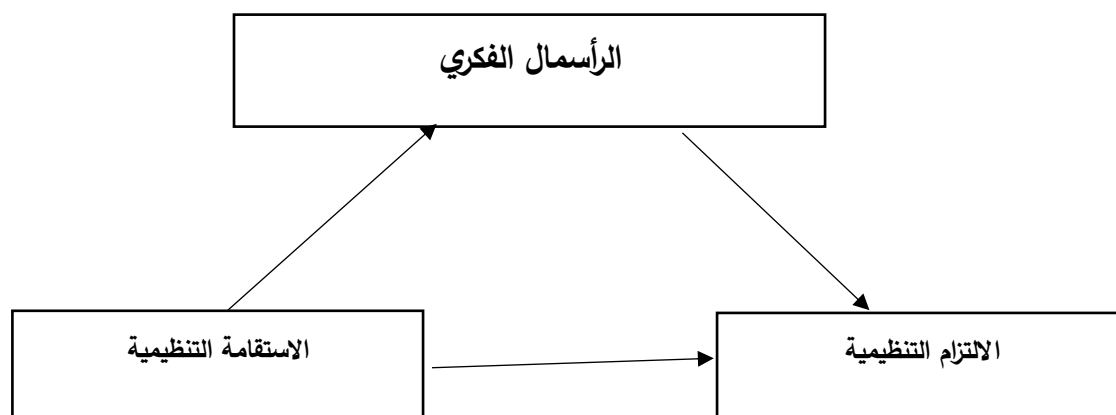 الرأسمال الفكري
الاستقامة التنظيمية
الالتزام التنظيمية